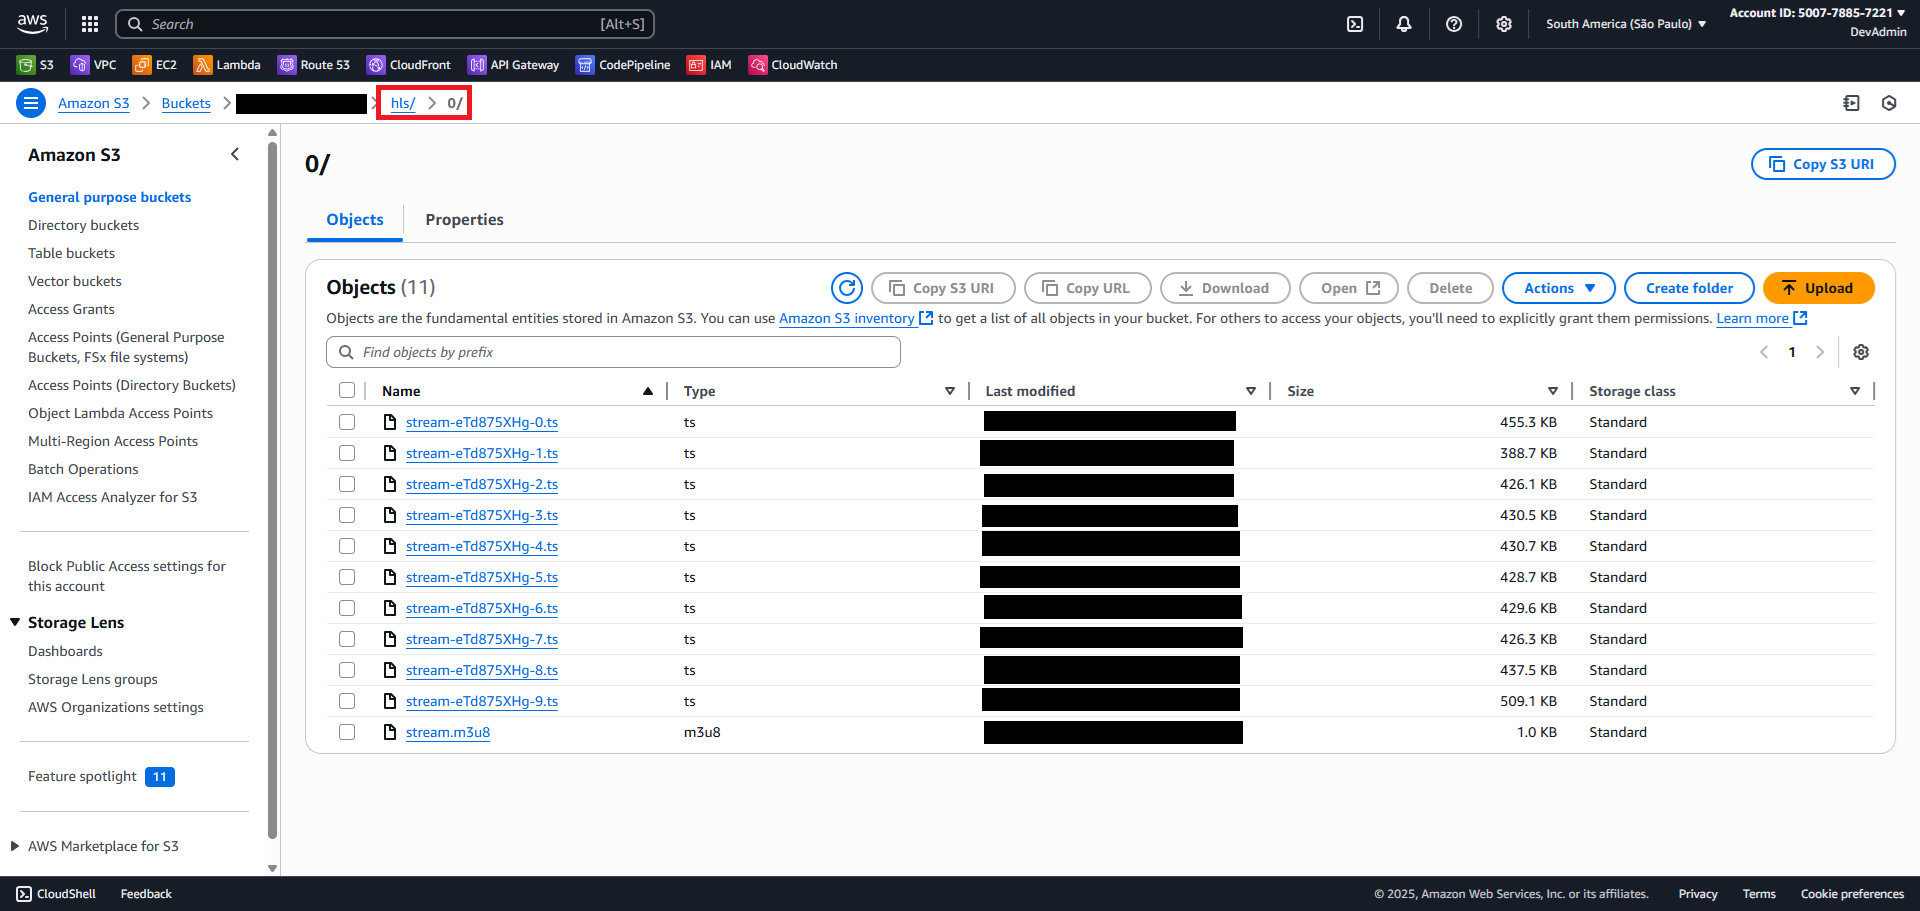 aws Search [Alt+S] South America (São Paulo) Account ID: 5007-7885-7221
DevAdmin
S3 VPC EC2 Lambda Route 53 CloudFront API Gateway CodePipeline IAM CloudWatch
Amazon S3 Buckets hls/ 0/
Amazon S3
General purpose buckets
Directory buckets
Table buckets
Vector buckets
Access Grants
Access Points (General Purpose
Buckets, FSx file systems)
Access Points (Directory Buckets)
Object Lambda Access Points
Multi-Region Access Points
Batch Operations
IAM Access Analyzer for S3
Block Public Access settings for
this account
Storage Lens
Dashboards
Storage Lens groups
AWS Organizations settings
Feature spotlight 11
AWS Marketplace for S3
0/ Copy S3 URI
Objects Properties
Objects (11) Copy S3 URI Copy URL Download Open Delete Actions Create folder Upload
Objects are the fundamental entities stored in Amazon S3. You can use Amazon S3 inventory to get a list of all objects in your bucket. For others to access your objects, you'll need to explicitly grant them permissions. Learn more
Find objects by prefix 1
Name Type Last modified Size Storage class
stream-eTd875XHg-0.ts ts 455.3 KB Standard
stream-eTd875XHg-1.ts ts 388.7 KB Standard
stream-eTd875XHg-2.ts ts 426.1 KB Standard
stream-eTd875XHg-3.ts ts 430.5 KB Standard
stream-eTd875XHg-4.ts ts 430.7 KB Standard
stream-eTd875XHg-5.ts ts 428.7 KB Standard
stream-eTd875XHg-6.ts ts 429.6 KB Standard
stream-eTd875XHg-7.ts ts 426.3 KB Standard
stream-eTd875XHg-8.ts ts 437.5 KB Standard
stream-eTd875XHg-9.ts ts 509.1 KB Standard
stream.m3u8 m3u8 1.0 KB Standard
CloudShell Feedback © 2025, Amazon Web Services, Inc. or its affiliates. Privacy Terms Cookie preferences